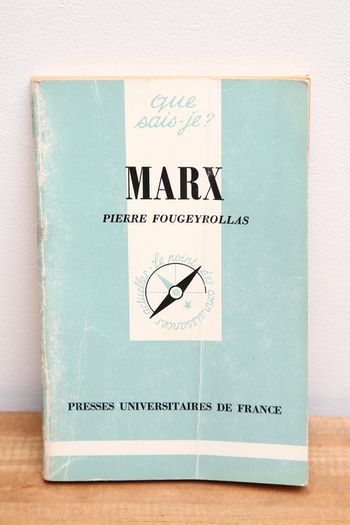 que
sais-je?
MARX
PIERRE FOUGEYROLLAS
Le point des connaissances actuelles
PRESSES UNIVERSITAIRES DE FRANCE